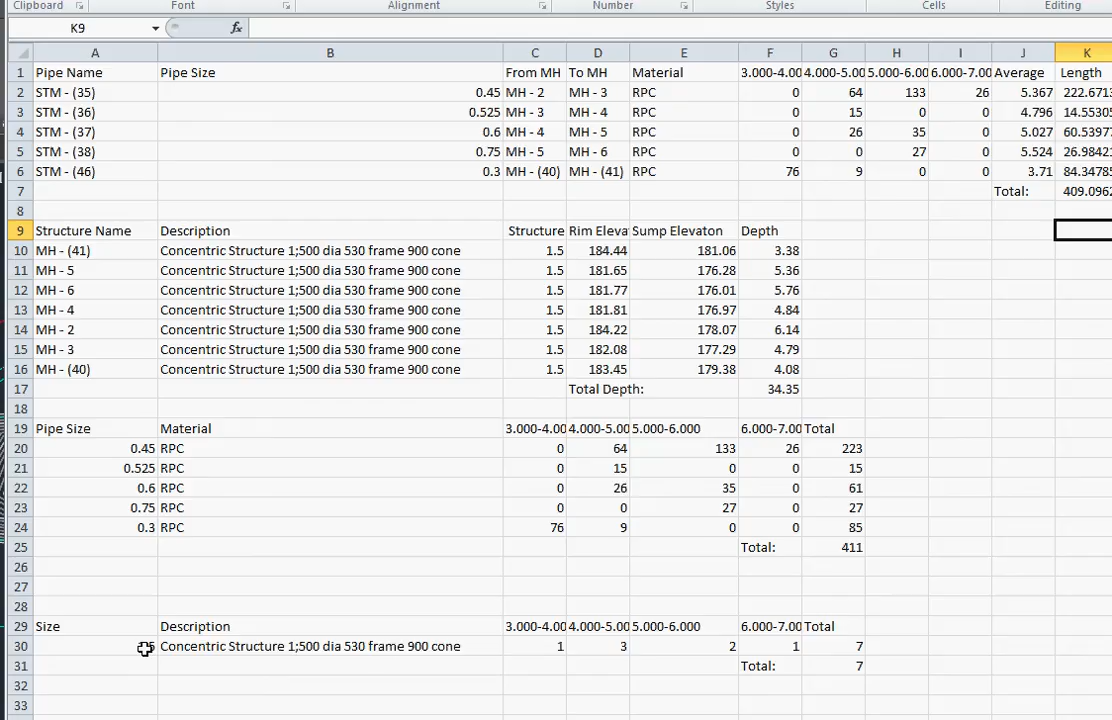 Clipboard Font Alignment Number Styles Cells Editing
K9 fx
A B C D E F G H I J K
1 Pipe Name Pipe Size From MH To MH Material 3.000-4.00 4.000-5.00 5.000-6.00 6.000-7.00 Average Length
2 STM - (35) 0.45 MH - 2 MH - 3 RPC 0 64 133 26 5.367 222.6713
3 STM - (36) 0.525 MH - 3 MH - 4 RPC 0 15 0 0 4.796 14.55305
4 STM - (37) 0.6 MH - 4 MH - 5 RPC 0 26 35 0 5.027 60.53977
5 STM - (38) 0.75 MH - 5 MH - 6 RPC 0 0 27 0 5.524 26.98421
6 STM - (46) 0.3 MH - (40) MH - (41) RPC 76 9 0 0 3.71 84.34785
7 Total: 409.0962
8
9 Structure Name Description Structure Rim Elevat Sump Elevaton Depth
10 MH - (41) Concentric Structure 1;500 dia 530 frame 900 cone 1.5 184.44 181.06 3.38
11 MH - 5 Concentric Structure 1;500 dia 530 frame 900 cone 1.5 181.65 176.28 5.36
12 MH - 6 Concentric Structure 1;500 dia 530 frame 900 cone 1.5 181.77 176.01 5.76
13 MH - 4 Concentric Structure 1;500 dia 530 frame 900 cone 1.5 181.81 176.97 4.84
14 MH - 2 Concentric Structure 1;500 dia 530 frame 900 cone 1.5 184.22 178.07 6.14
15 MH - 3 Concentric Structure 1;500 dia 530 frame 900 cone 1.5 182.08 177.29 4.79
16 MH - (40) Concentric Structure 1;500 dia 530 frame 900 cone 1.5 183.45 179.38 4.08
17 Total Depth: 34.35
18
19 Pipe Size Material 3.000-4.00 4.000-5.00 5.000-6.000 6.000-7.00 Total
20 0.45 RPC 0 64 133 26 223
21 0.525 RPC 0 15 0 0 15
22 0.6 RPC 0 26 35 0 61
23 0.75 RPC 0 0 27 0 27
24 0.3 RPC 76 9 0 0 85
25 Total: 411
26
27
28
29 Size Description 3.000-4.00 4.000-5.00 5.000-6.000 6.000-7.00 Total
30 Concentric Structure 1;500 dia 530 frame 900 cone 1 3 2 1 7
31 Total: 7
32
33